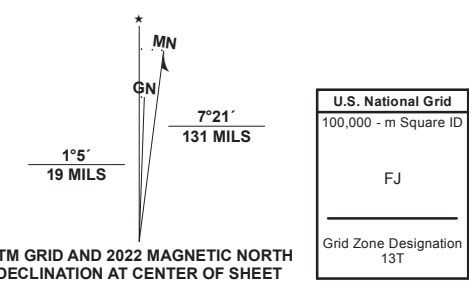 ★
MN
GN
7°21´
131 MILS
1°5´
19 MILS
TM GRID AND 2022 MAGNETIC NORTH
DECLINATION AT CENTER OF SHEET
U.S. National Grid
100,000 - m Square ID
FJ
Grid Zone Designation
13T